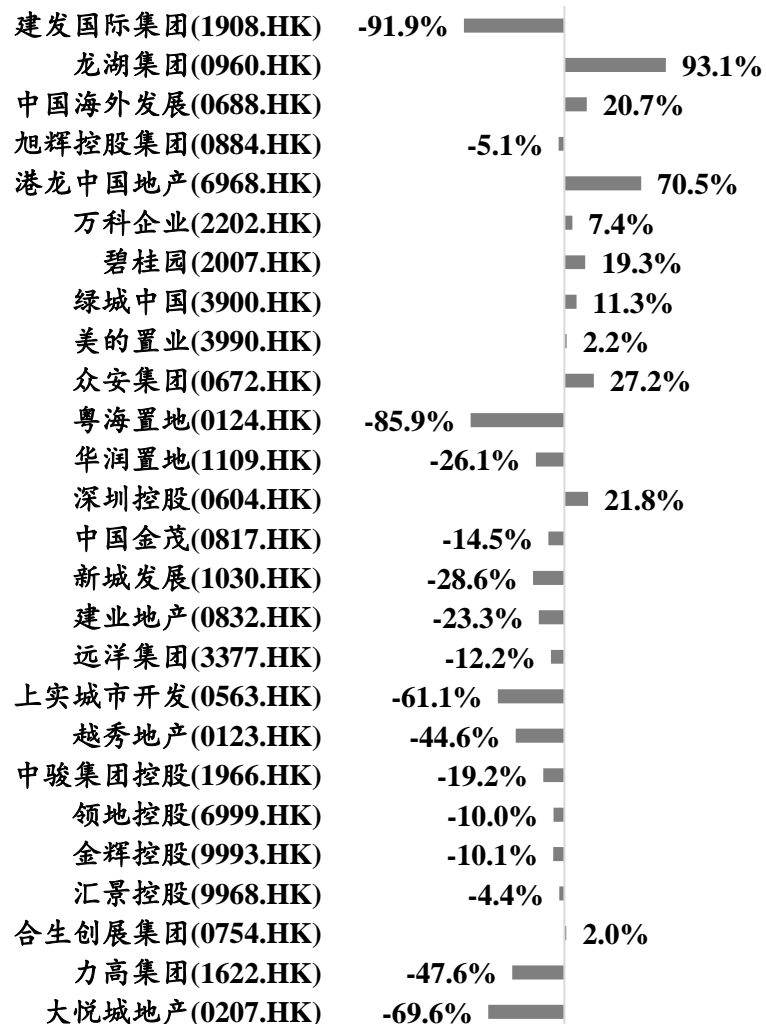 建发国际集团(1908.HK) -91.9%
龙湖集团(0960.HK) 93.1%
中国海外发展(0688.HK) 20.7%
旭辉控股集团(0884.HK) -5.1%
港龙中国地产(6968.HK) 70.5%
万科企业(2202.HK) 7.4%
碧桂园(2007.HK) 19.3%
绿城中国(3900.HK) 11.3%
美的置业(3990.HK) 2.2%
众安集团(0672.HK) 27.2%
粤海置地(0124.HK) -85.9%
华润置地(1109.HK) -26.1%
深圳控股(0604.HK) 21.8%
中国金茂(0817.HK) -14.5%
新城发展(1030.HK) -28.6%
建业地产(0832.HK) -23.3%
远洋集团(3377.HK) -12.2%
上实城市开发(0563.HK) -61.1%
越秀地产(0123.HK) -44.6%
中骏集团控股(1966.HK) -19.2%
领地控股(6999.HK) -10.0%
金辉控股(9993.HK) -10.1%
汇景控股(9968.HK) -4.4%
合生创展集团(0754.HK) 2.0%
力高集团(1622.HK) -47.6%
大悦城地产(0207.HK) -69.6%